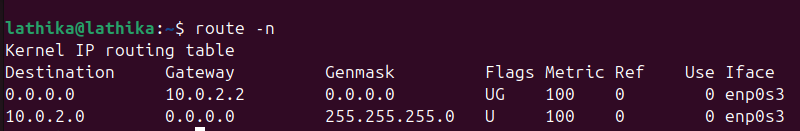 lathika@lathika:~$ route -n
Kernel IP routing table
Destination     Gateway         Genmask         Flags Metric Ref    Use Iface
0.0.0.0         10.0.2.2        0.0.0.0         UG    100    0        0 enp0s3
10.0.2.0        0.0.0.0         255.255.255.0   U     100    0        0 enp0s3